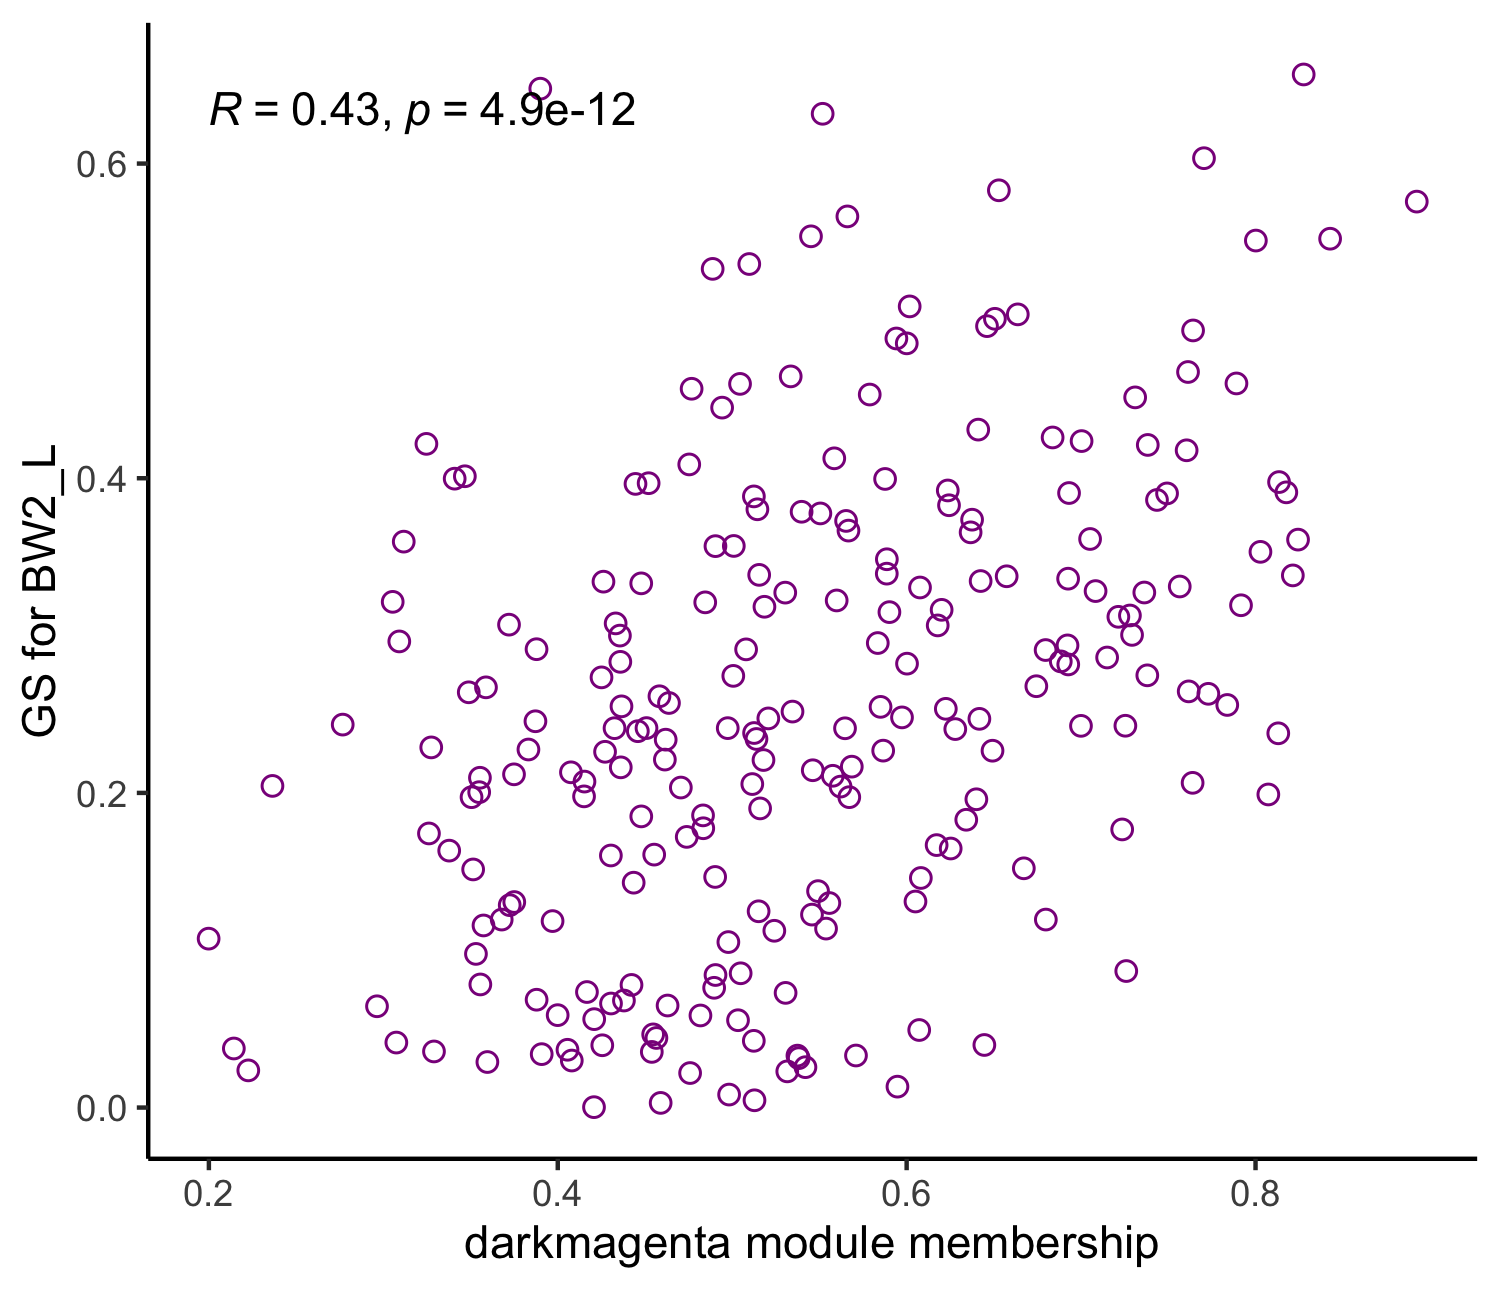 R = 0.43, p = 4.9e-12
0.6
0.4
0.2
0.0
GS for BW2_L
0.2 0.4 0.6 0.8
darkmagenta module membership